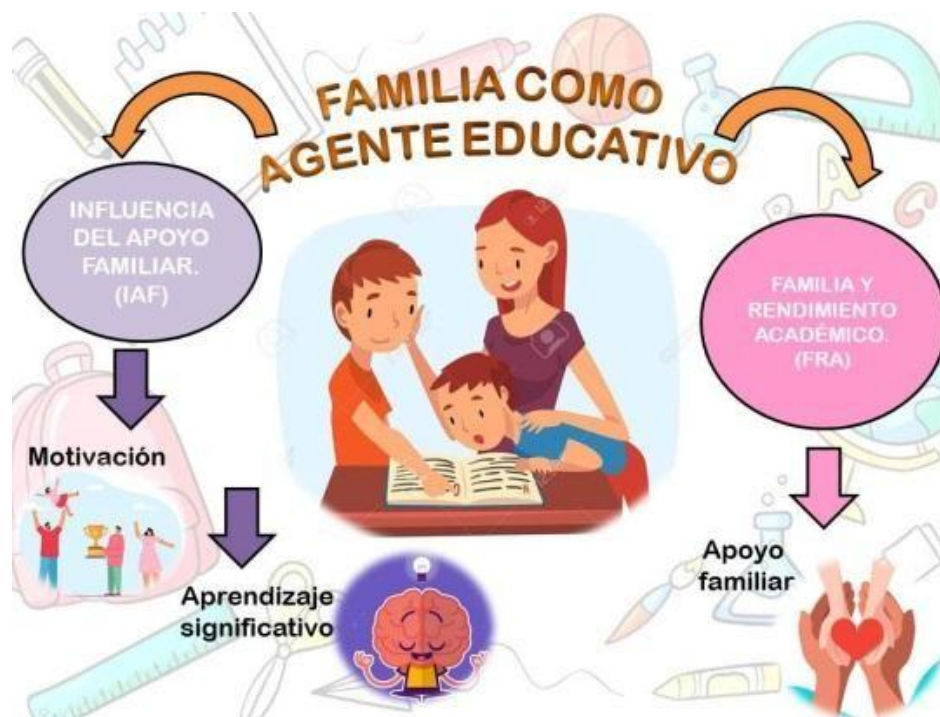 FAMILIA COMO
AGENTE EDUCATIVO
INFLUENCIA
DEL APOYO
FAMILIAR.
(IAF)
FAMILIA Y
RENDIMIENTO
ACADÉMICO.
(FRA)
Motivación
Aprendizaje
significativo
Apoyo
familiar